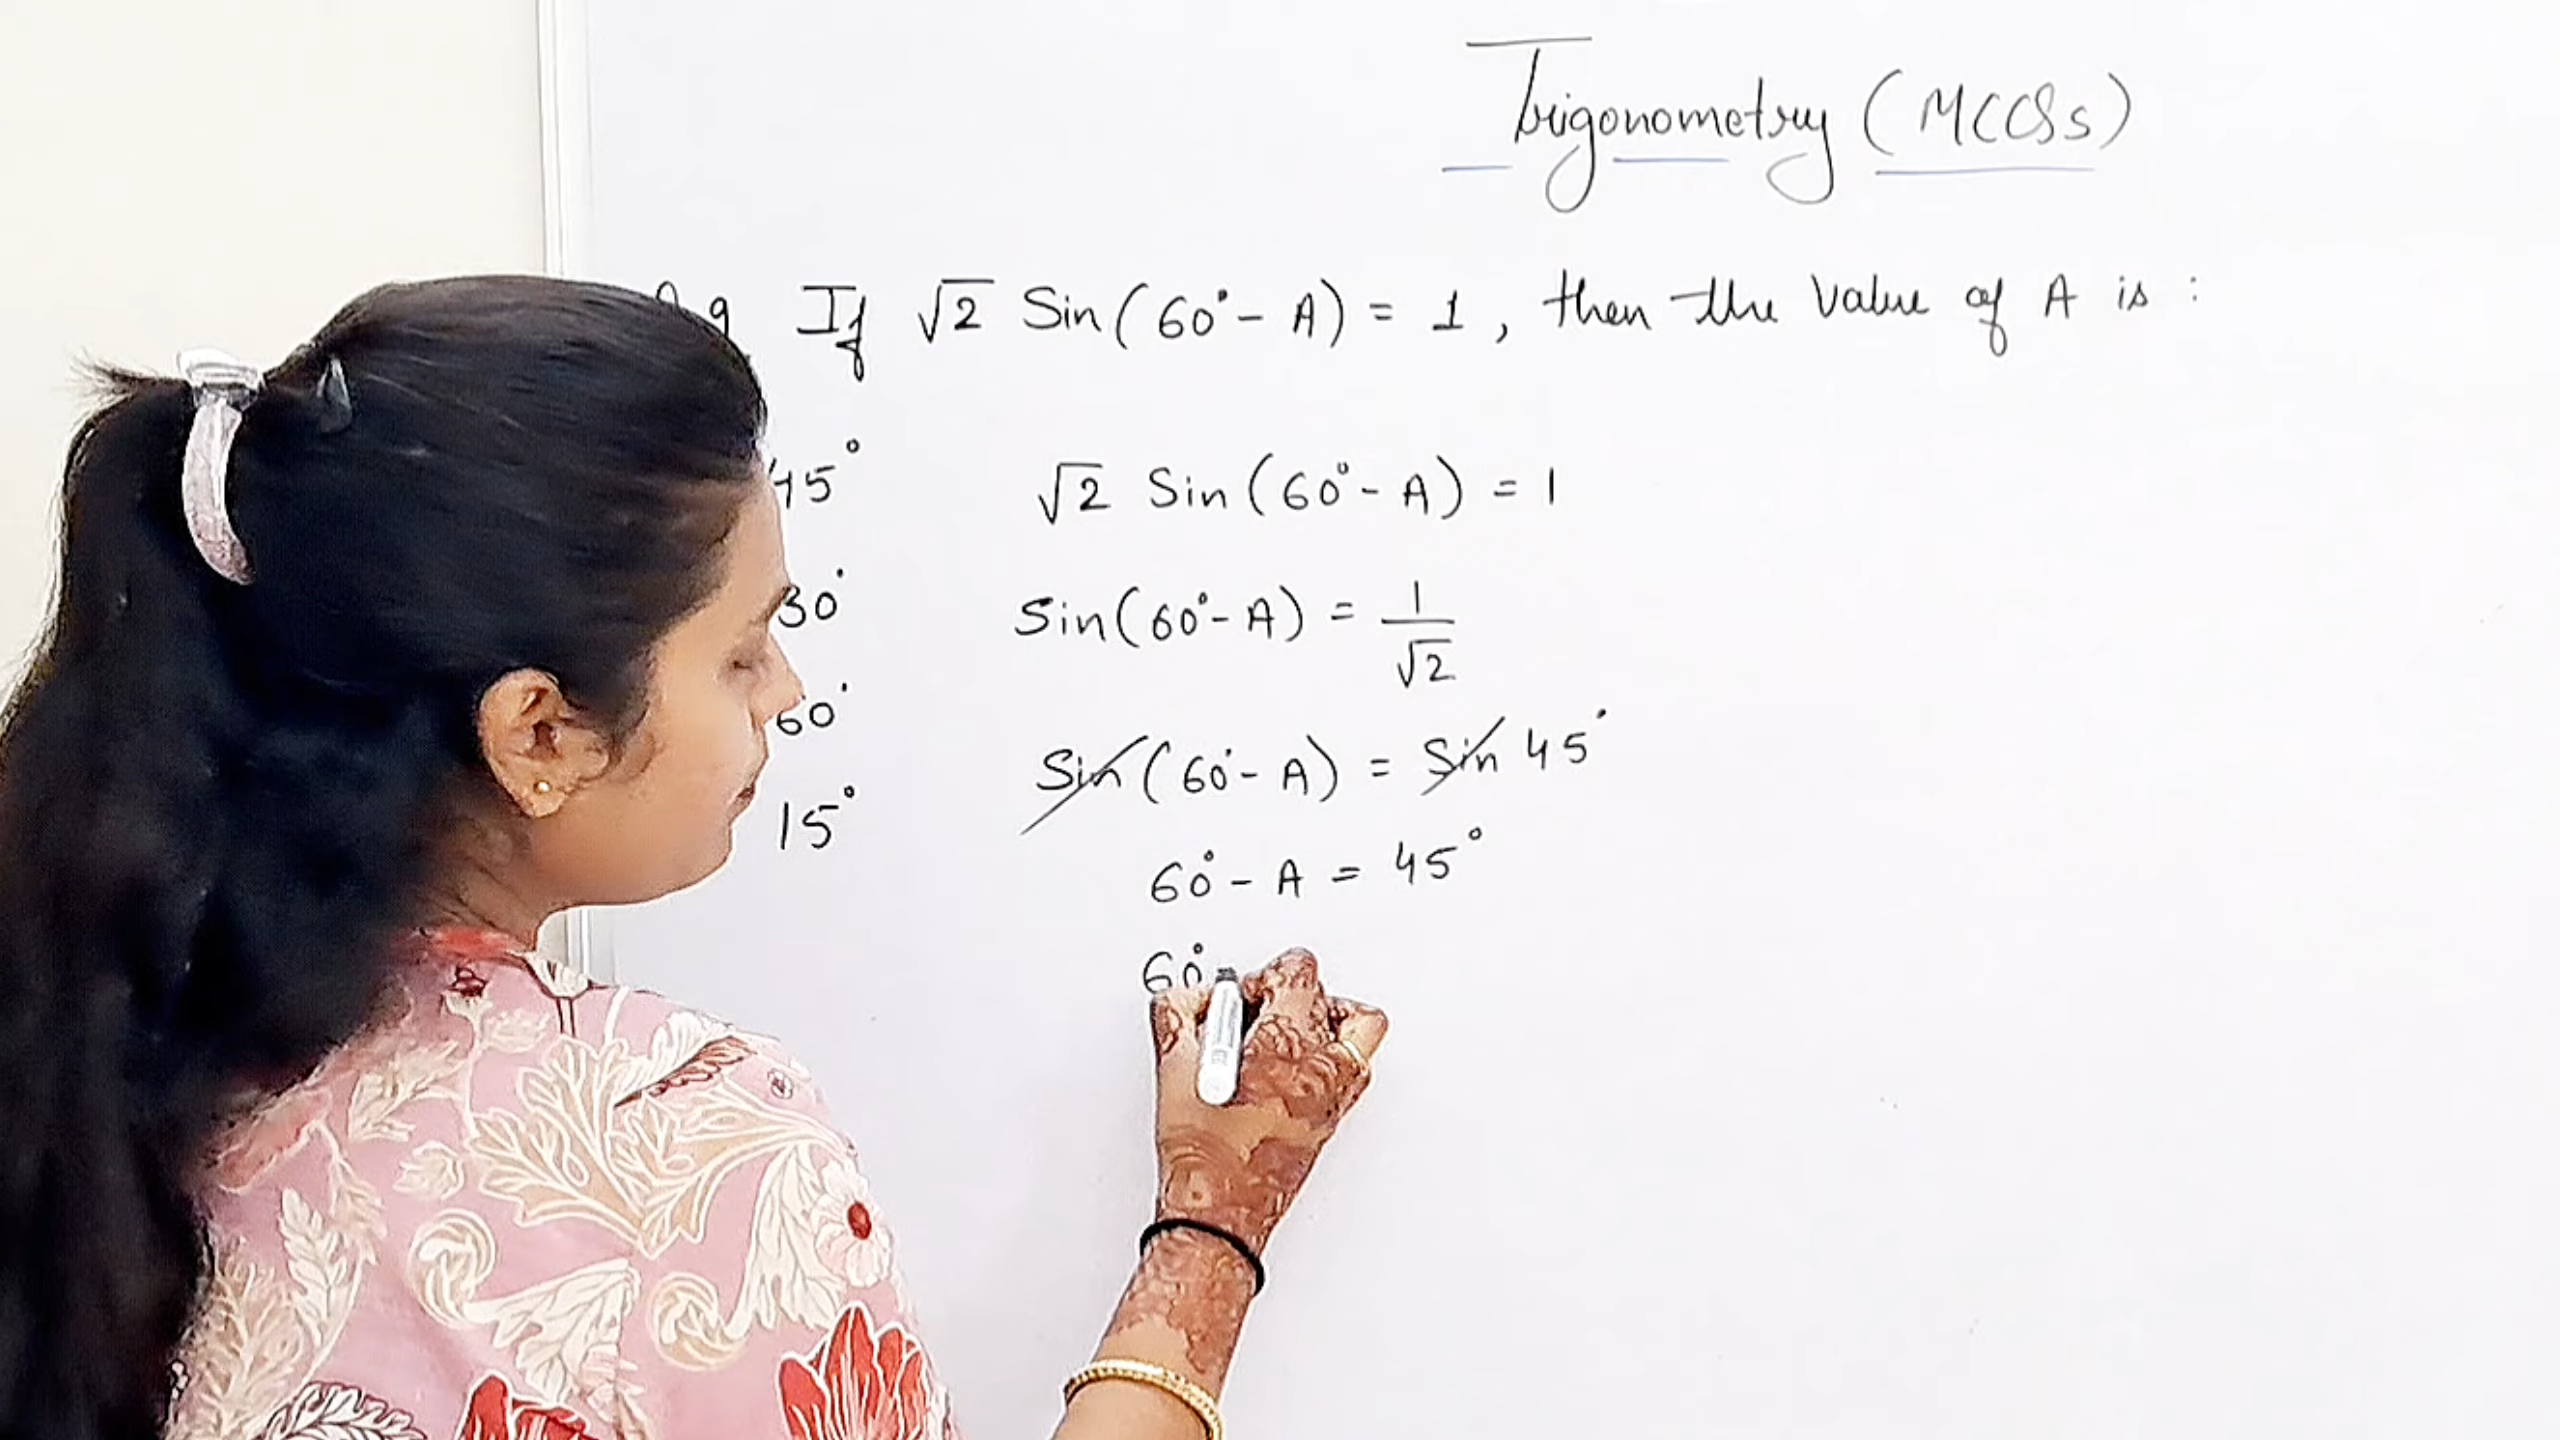 Trigonometry (MCQs)
9 If √2 Sin(60° - A) = 1, then the value of A is :
45°
√2 Sin(60° - A) = 1
30°
Sin(60° - A) = 1/√2
60°
Sin(60° - A) = Sin 45°
15°
60° - A = 45°
60°